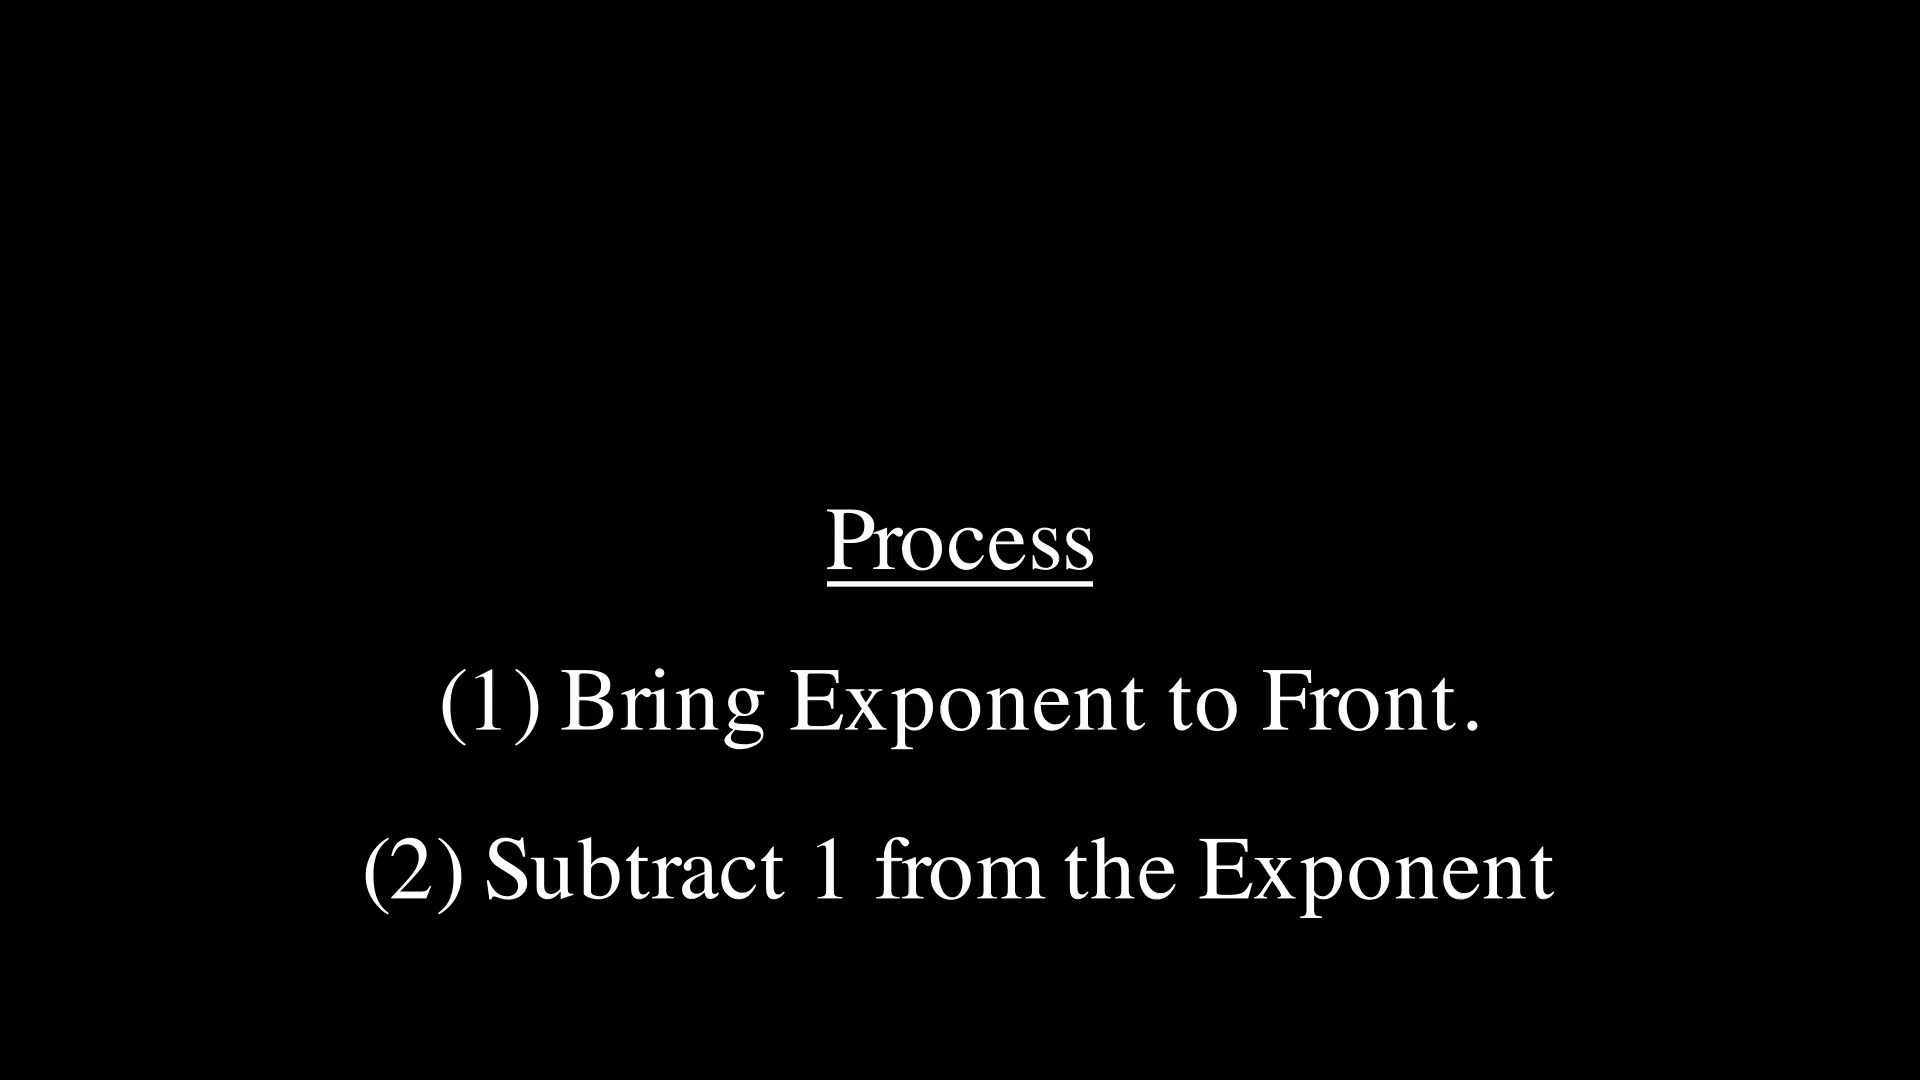 Process
(1) Bring Exponent to Front.
(2) Subtract 1 from the Exponent